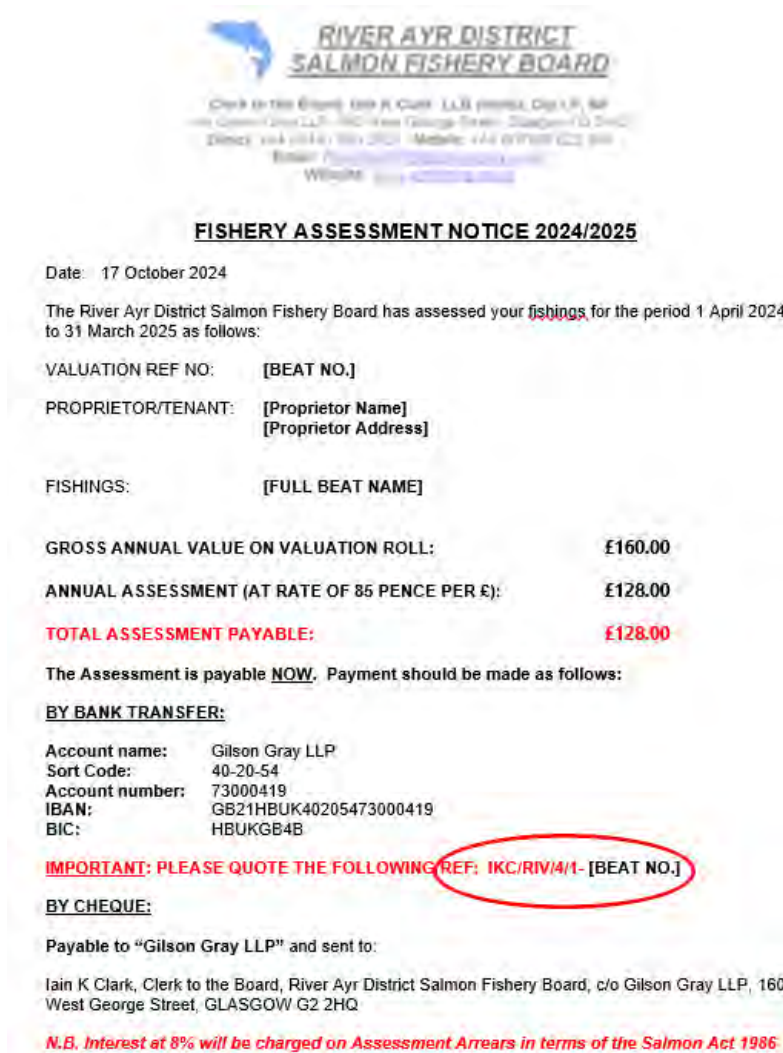 RIVER AYR DISTRICT
SALMON FISHERY BOARD
Clerk to the Board: Iain K Clark
Website:
FISHERY ASSESSMENT NOTICE 2024/2025
Date: 17 October 2024
The River Ayr District Salmon Fishery Board has assessed your fishings for the period 1 April 2024
to 31 March 2025 as follows:
VALUATION REF NO: [BEAT NO.]
PROPRIETOR/TENANT: [Proprietor Name]
[Proprietor Address]
FISHINGS: [FULL BEAT NAME]
GROSS ANNUAL VALUE ON VALUATION ROLL: £160.00
ANNUAL ASSESSMENT (AT RATE OF 85 PENCE PER £): £128.00
TOTAL ASSESSMENT PAYABLE: £128.00
The Assessment is payable NOW. Payment should be made as follows:
BY BANK TRANSFER:
Account name: Gilson Gray LLP
Sort Code: 40-20-54
Account number: 73000419
IBAN: GB21HBUK40205473000419
BIC: HBUKGB4B
IMPORTANT: PLEASE QUOTE THE FOLLOWING REF: IKC/RIV/4/1- [BEAT NO.]
BY CHEQUE:
Payable to “Gilson Gray LLP” and sent to:
Iain K Clark, Clerk to the Board, River Ayr District Salmon Fishery Board, c/o Gilson Gray LLP, 160
West George Street, GLASGOW G2 2HQ
N.B. Interest at 8% will be charged on Assessment Arrears in terms of the Salmon Act 1986